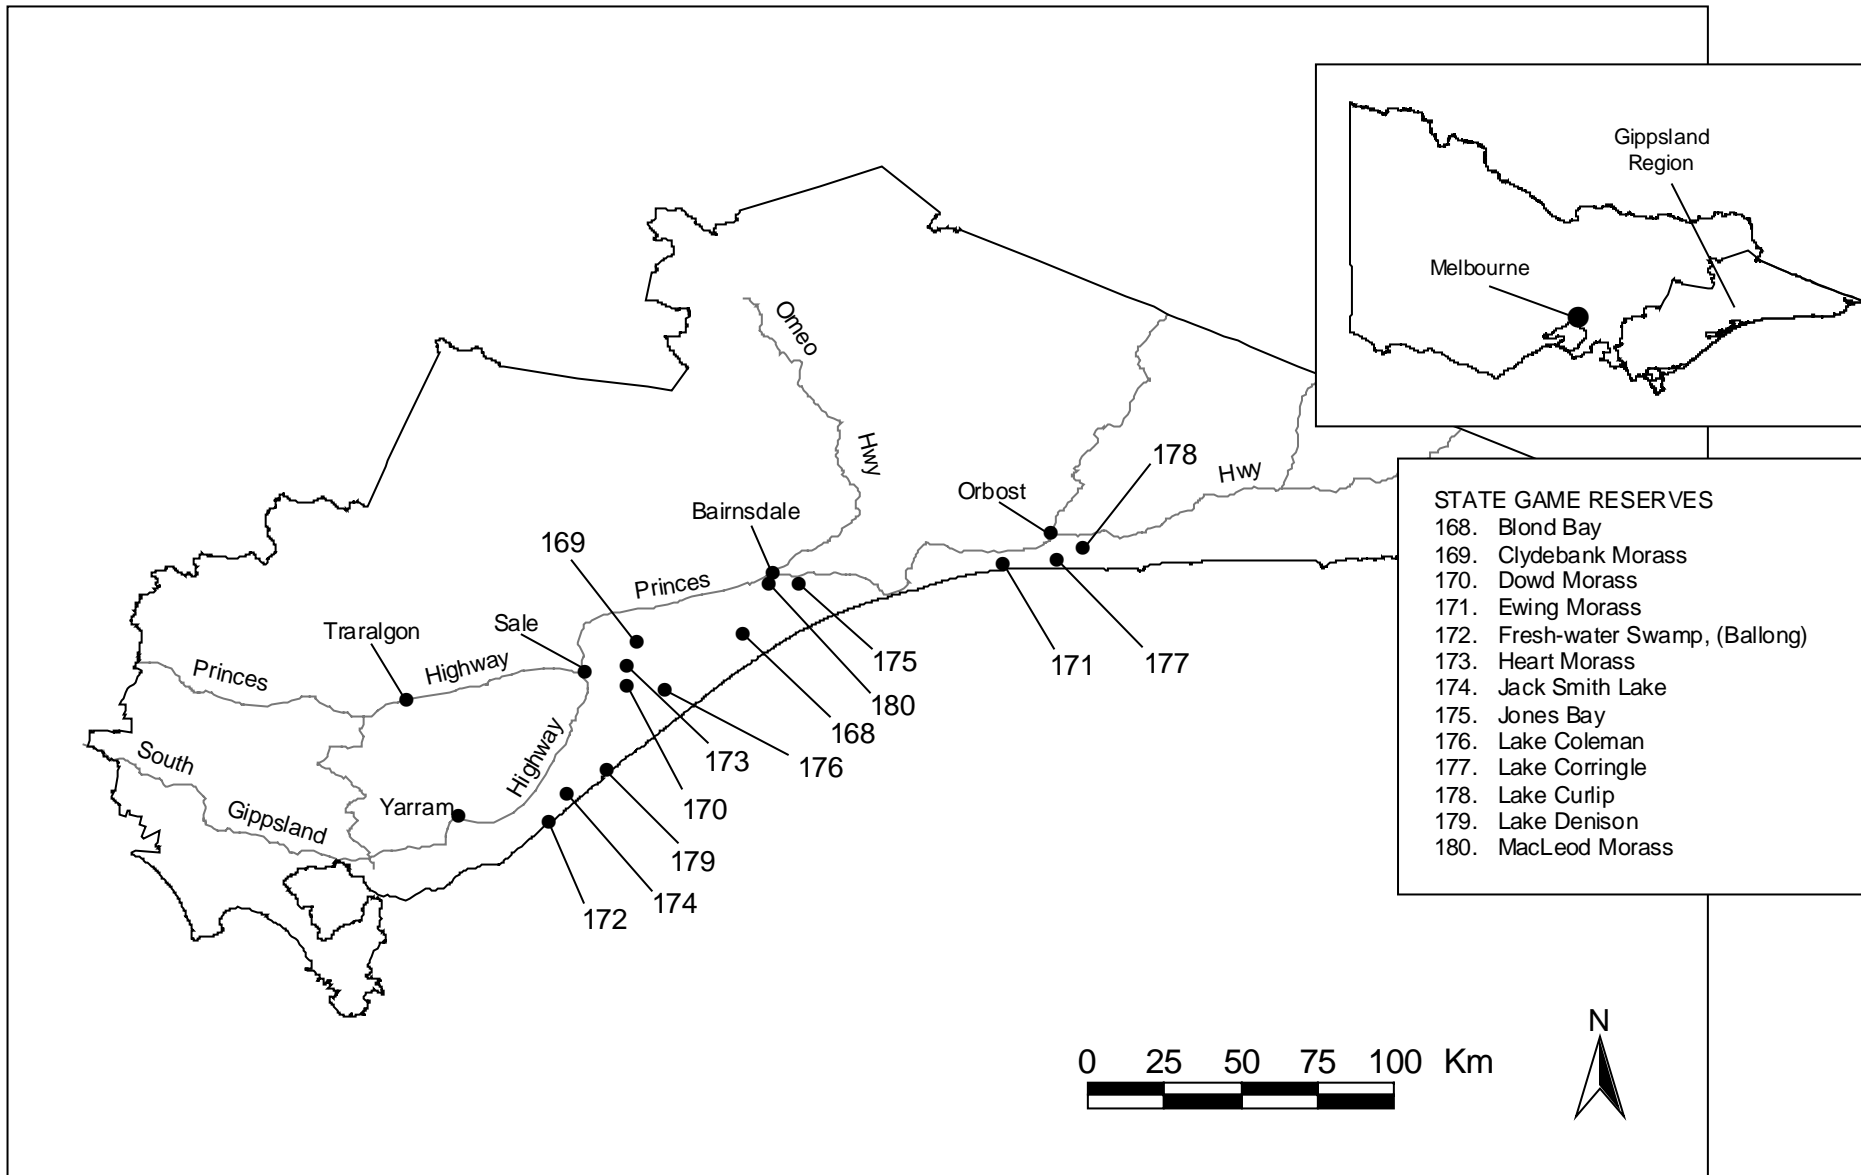 Gippsland
Region
Melbourne
Omeo
Hwy
178
Hwy
Orbost
Bairnsdale
169
Princes
Sale
Traralgon
Highway
Princes
175
171
177
180
168
173
176
South
Highway
Yarram
170
Gippsland
179
174
172
STATE GAME RESERVES
168. Blond Bay
169. Clydebank Morass
170. Dowd Morass
171. Ewing Morass
172. Fresh-water Swamp, (Ballong)
173. Heart Morass
174. Jack Smith Lake
175. Jones Bay
176. Lake Coleman
177. Lake Corringle
178. Lake Curlip
179. Lake Denison
180. MacLeod Morass
N
0 25 50 75 100 Km